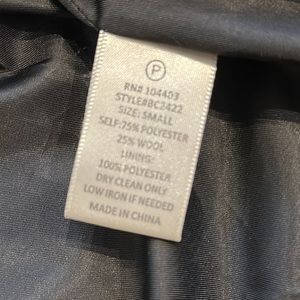 P
RN# 104403
STYLE#BC2422
SIZE: SMALL
SELF:75% POLYESTER
25% WOOL
LINING:
100% POLYESTER
DRY CLEAN ONLY
LOW IRON IF NEEDED
MADE IN CHINA